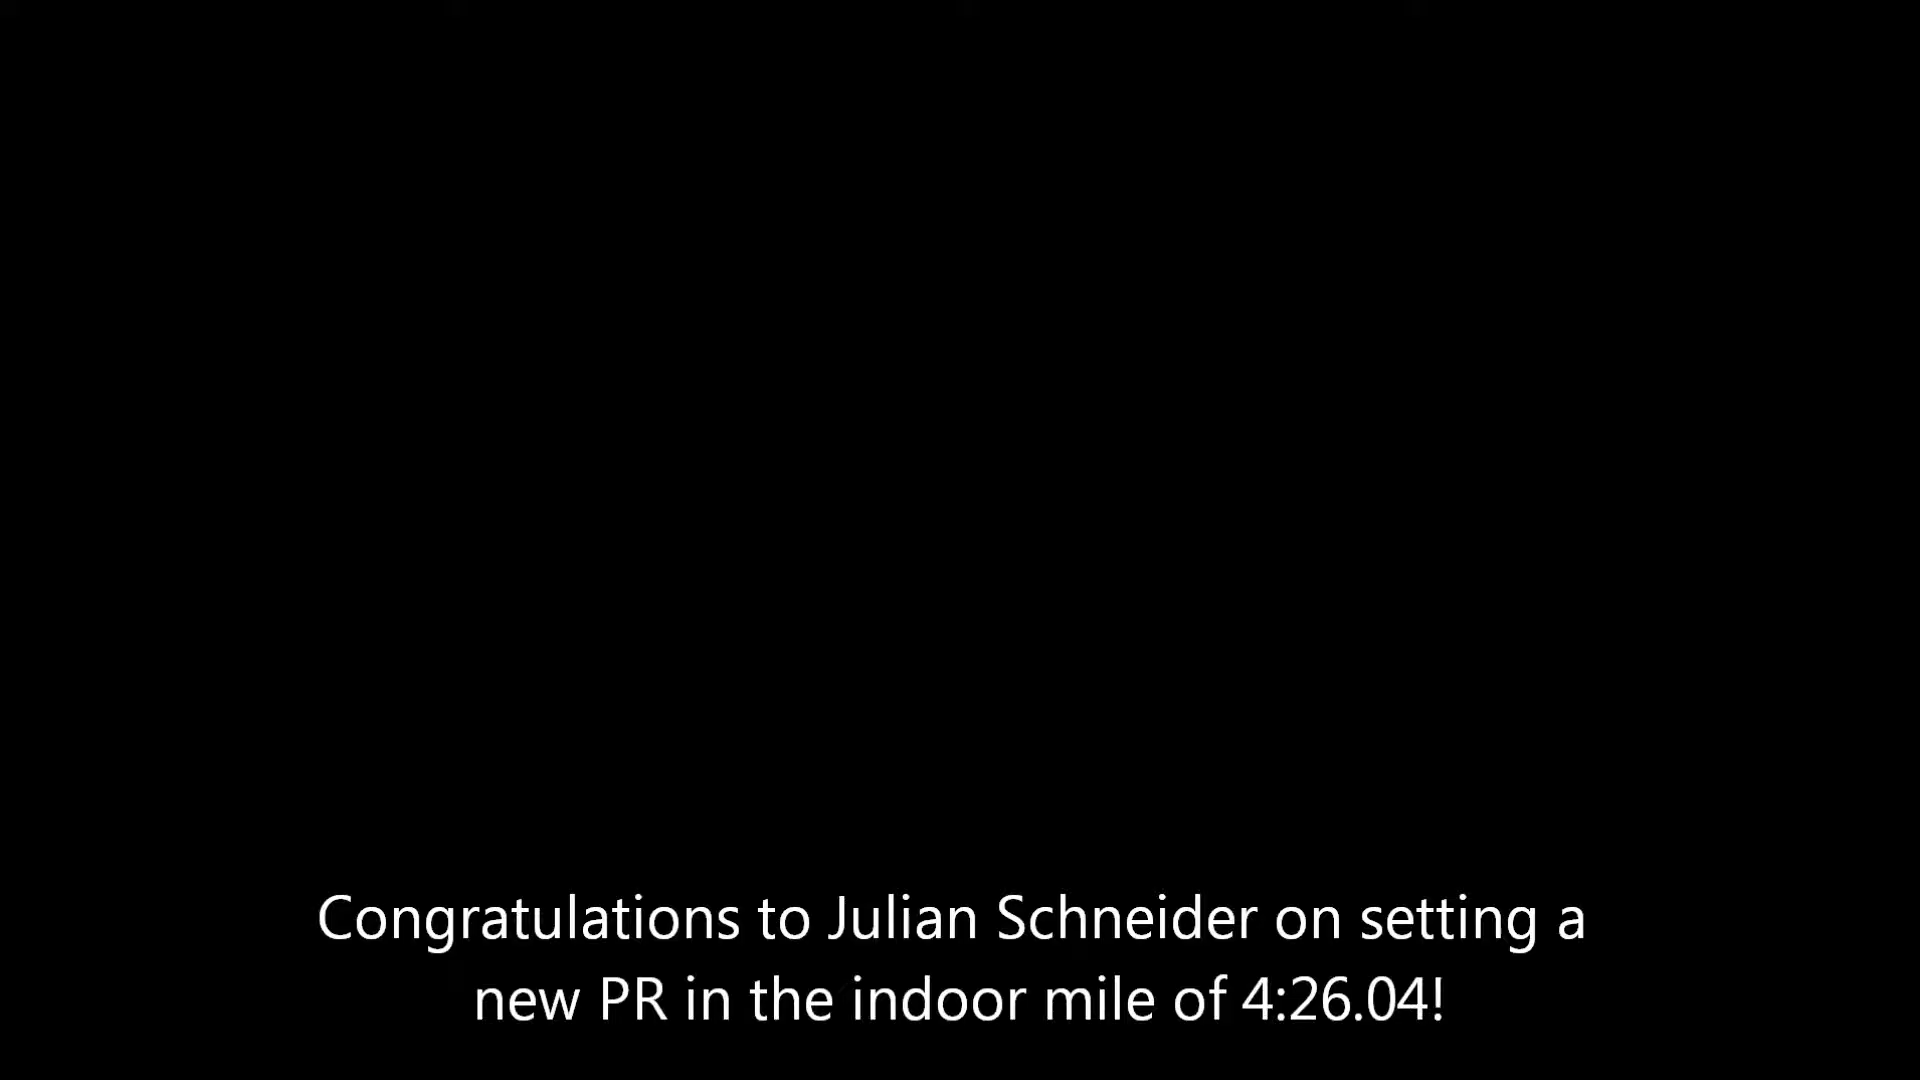 Congratulations to Julian Schneider on setting a
new PR in the indoor mile of 4:26.04!